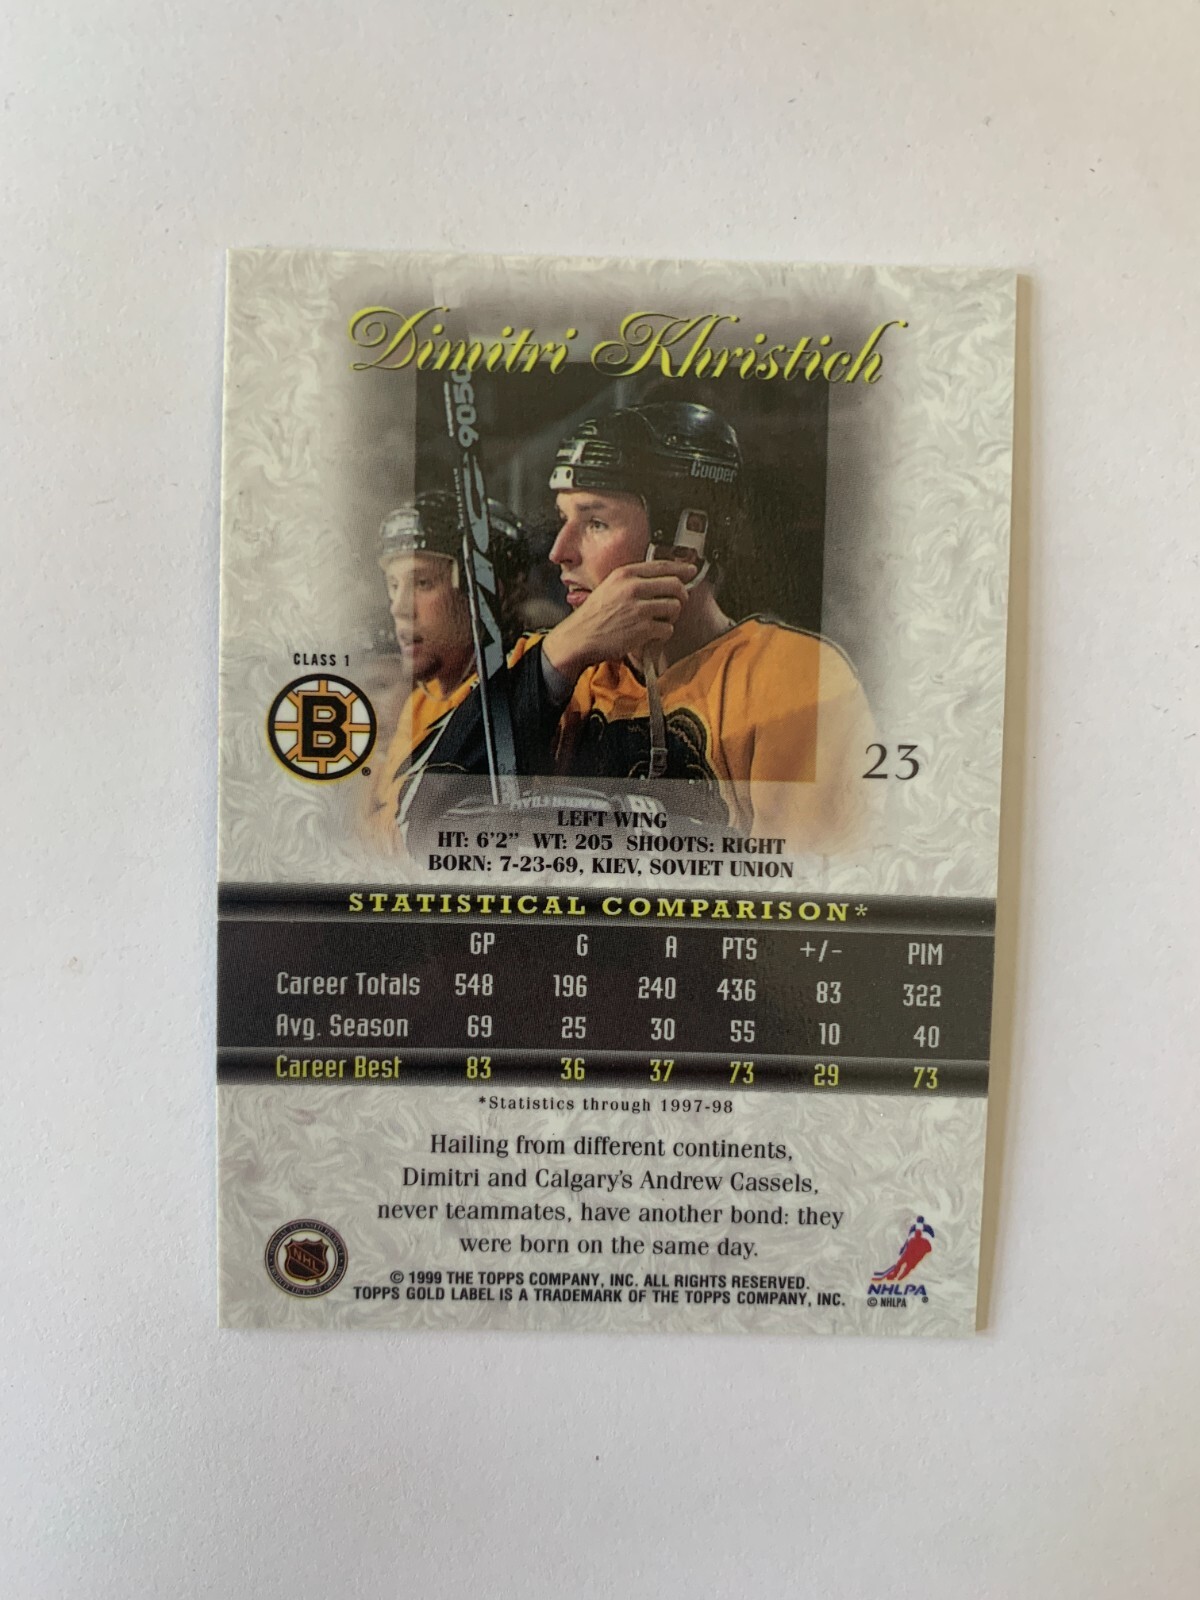 Dimitri Khristich
9050
Cooper
CLASS 1
B
23
LEFT WING
HT: 6'2" WT: 205 SHOOTS: RIGHT
BORN: 7-23-69, KIEV, SOVIET UNION
STATISTICAL COMPARISON*
GP G A PTS +/- PIM
Career Totals 548 196 240 436 83 322
Avg. Season 69 25 30 55 10 40
Career Best 83 36 37 73 29 73
*Statistics through 1997-98
Hailing from different continents,
Dimitri and Calgary's Andrew Cassels,
never teammates, have another bond: they
were born on the same day.
NHL
© 1999 THE TOPPS COMPANY, INC. ALL RIGHTS RESERVED.
TOPPS GOLD LABEL IS A TRADEMARK OF THE TOPPS COMPANY, INC.
NHLPA
© NHLPA